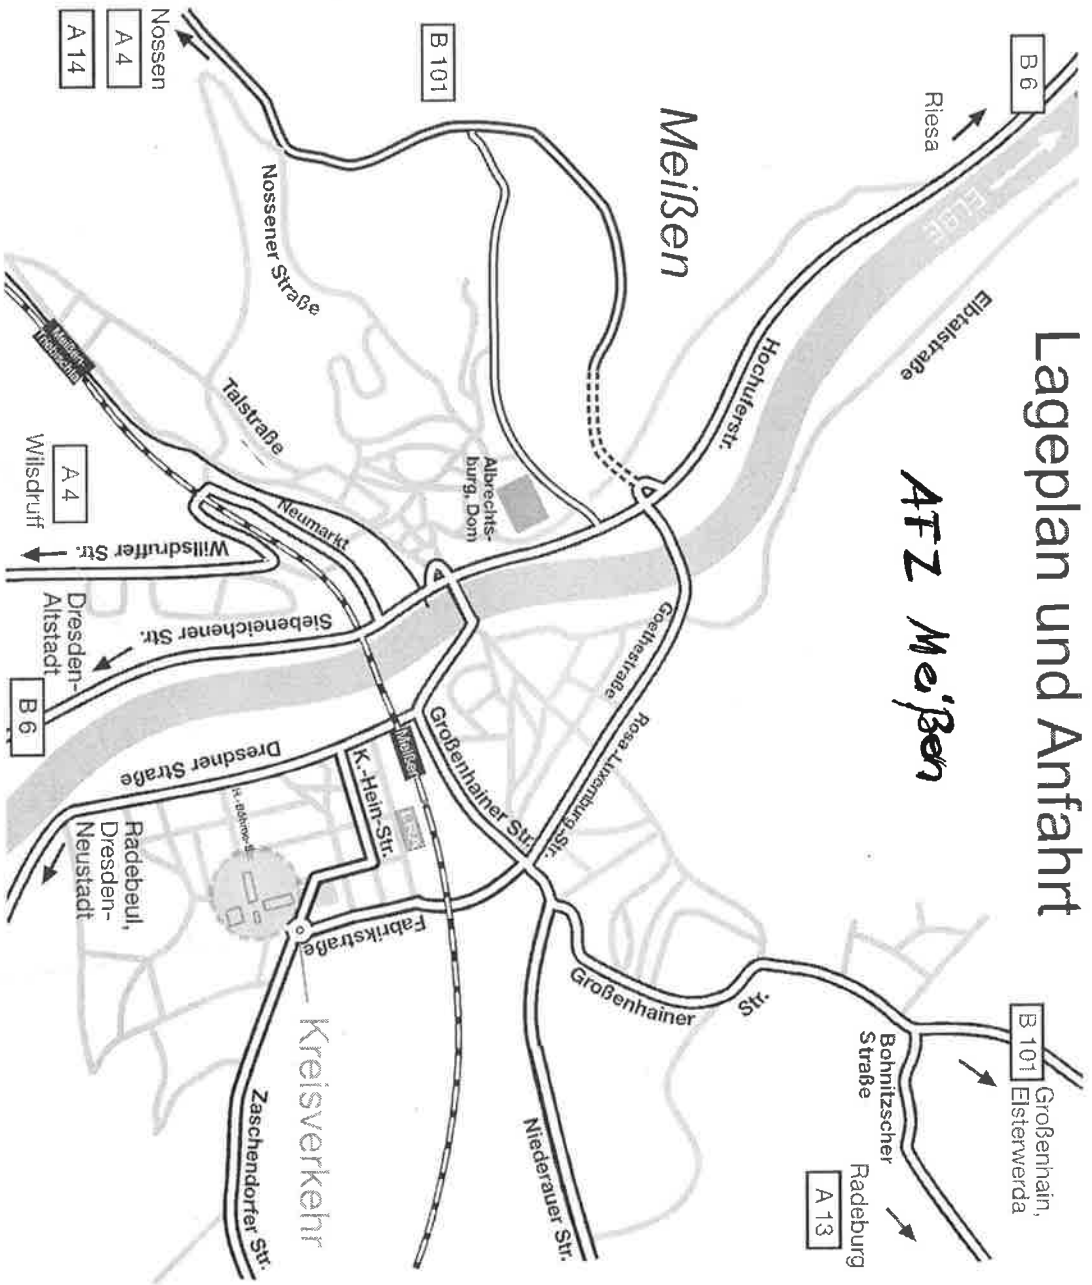 Lageplan und Anfahrt
AFZ Meißen
Meißen
B 6
Riesa
ELBE
Elbtalstraße
Hochuferstr.
B 101
Nossen
A 4
A 14
Nossener Straße
Talstraße
Albrechts-
burg, Dom
Meißen-
Triebischtal
Neumarkt
A 4
Wilsdruff
Willsdruffer Str.
Siebeneichener Str.
Dresden-
Altstadt
B 6
Goethestraße
Rosa-Luxemburg-Str.
Großenhainer Str.
Meißen
K.-Hein-Str.
Dresdner Straße
Radebeul,
Dresden-
Neustadt
Fabrikstraße
Kreisverkehr
Zaschendorfer Str.
Niederauer Str.
Großenhainer Str.
Bohnitzscher
Straße
B 101
Großenhain,
Elsterwerda
Radeburg
A 13